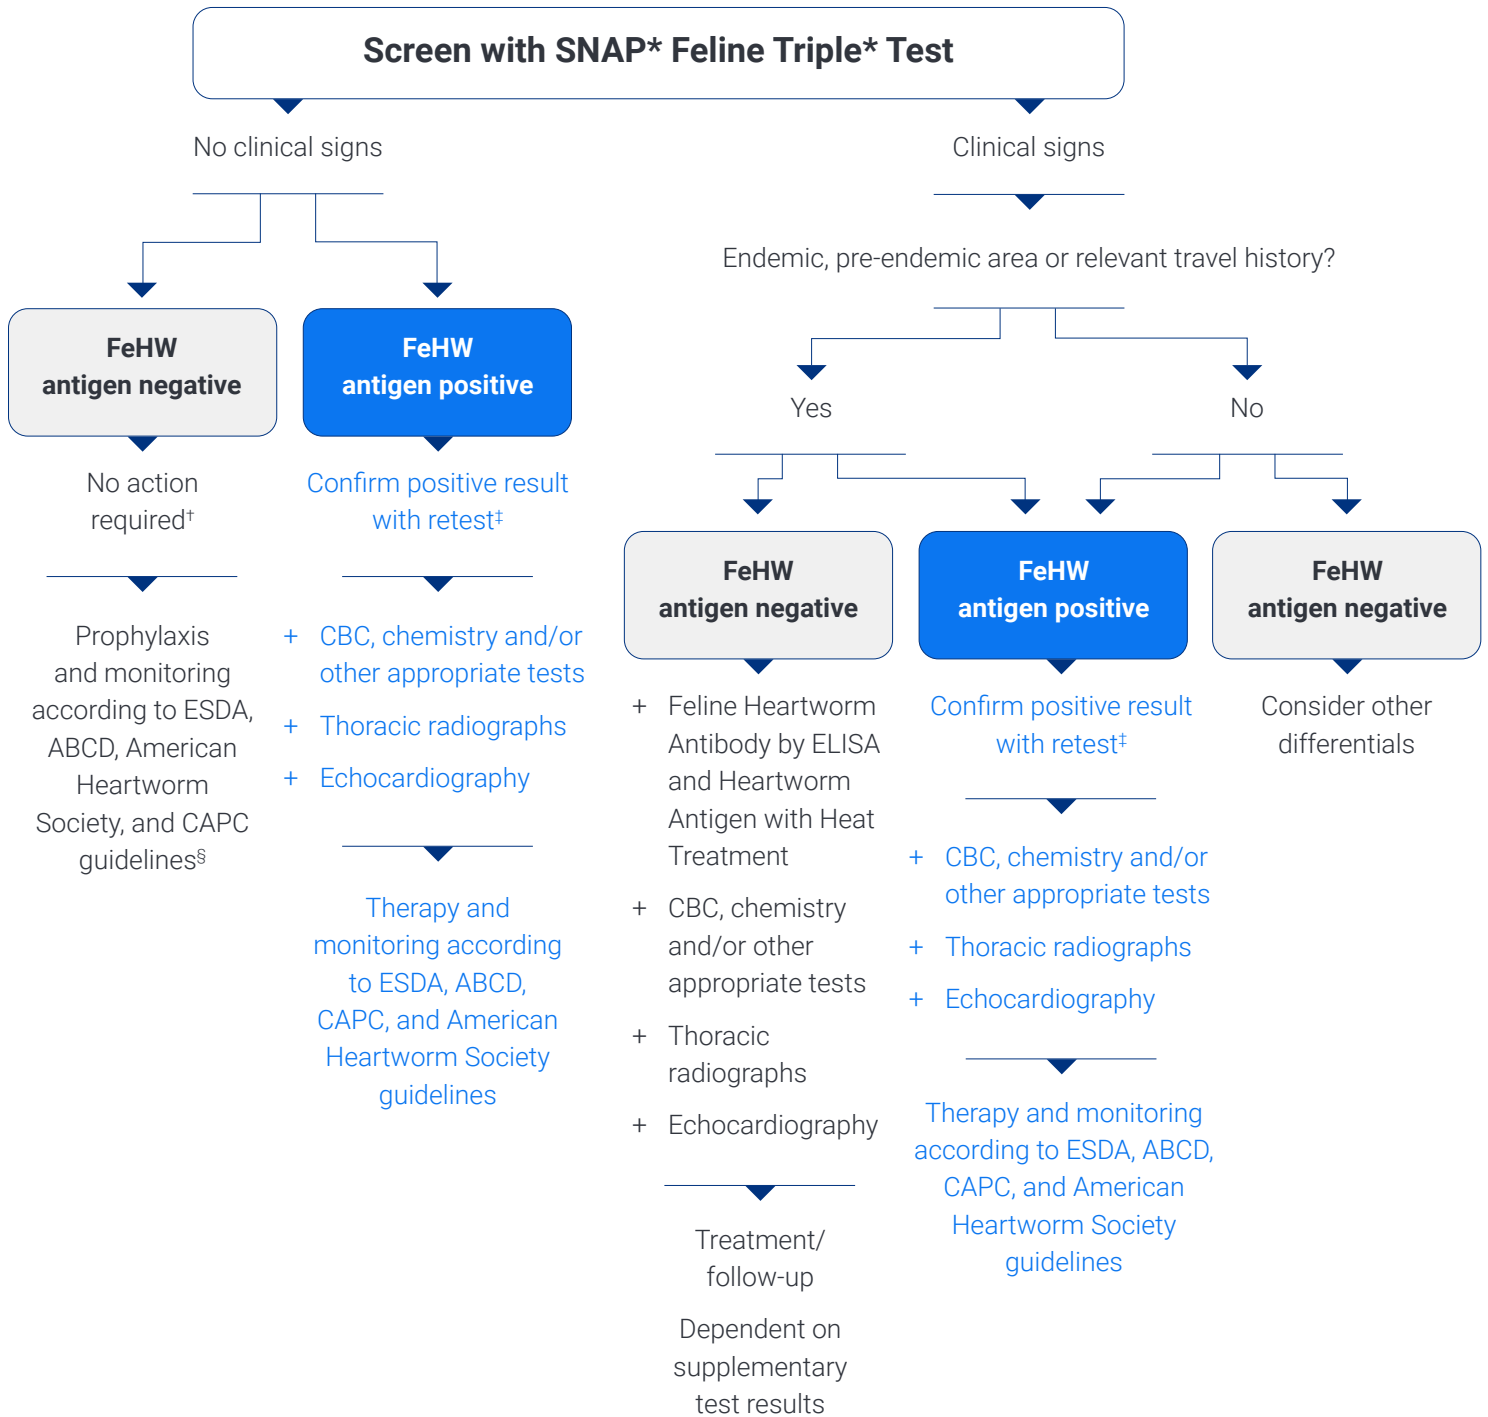 Screen with SNAP* Feline Triple* Test
No clinical signs
Clinical signs
Endemic, pre-endemic area or relevant travel history?
FeHW
antigen negative
FeHW
antigen positive
Yes
No
No action
required†
Confirm positive result
with retest‡
Prophylaxis
and monitoring
according to ESDA,
ABCD, American
Heartworm
Society, and CAPC
guidelines§
+ CBC, chemistry and/or
other appropriate tests
+ Thoracic radiographs
+ Echocardiography
Therapy and
monitoring according
to ESDA, ABCD,
CAPC, and American
Heartworm Society
guidelines
FeHW
antigen negative
FeHW
antigen positive
FeHW
antigen negative
+ Feline Heartworm
Antibody by ELISA
and Heartworm
Antigen with Heat
Treatment
+ CBC, chemistry
and/or other
appropriate tests
+ Thoracic
radiographs
+ Echocardiography
Treatment/
follow-up
Dependent on
supplementary
test results
Confirm positive result
with retest‡
+ CBC, chemistry and/or
other appropriate tests
+ Thoracic radiographs
+ Echocardiography
Therapy and monitoring
according to ESDA, ABCD,
CAPC, and American
Heartworm Society
guidelines
Consider other
differentials